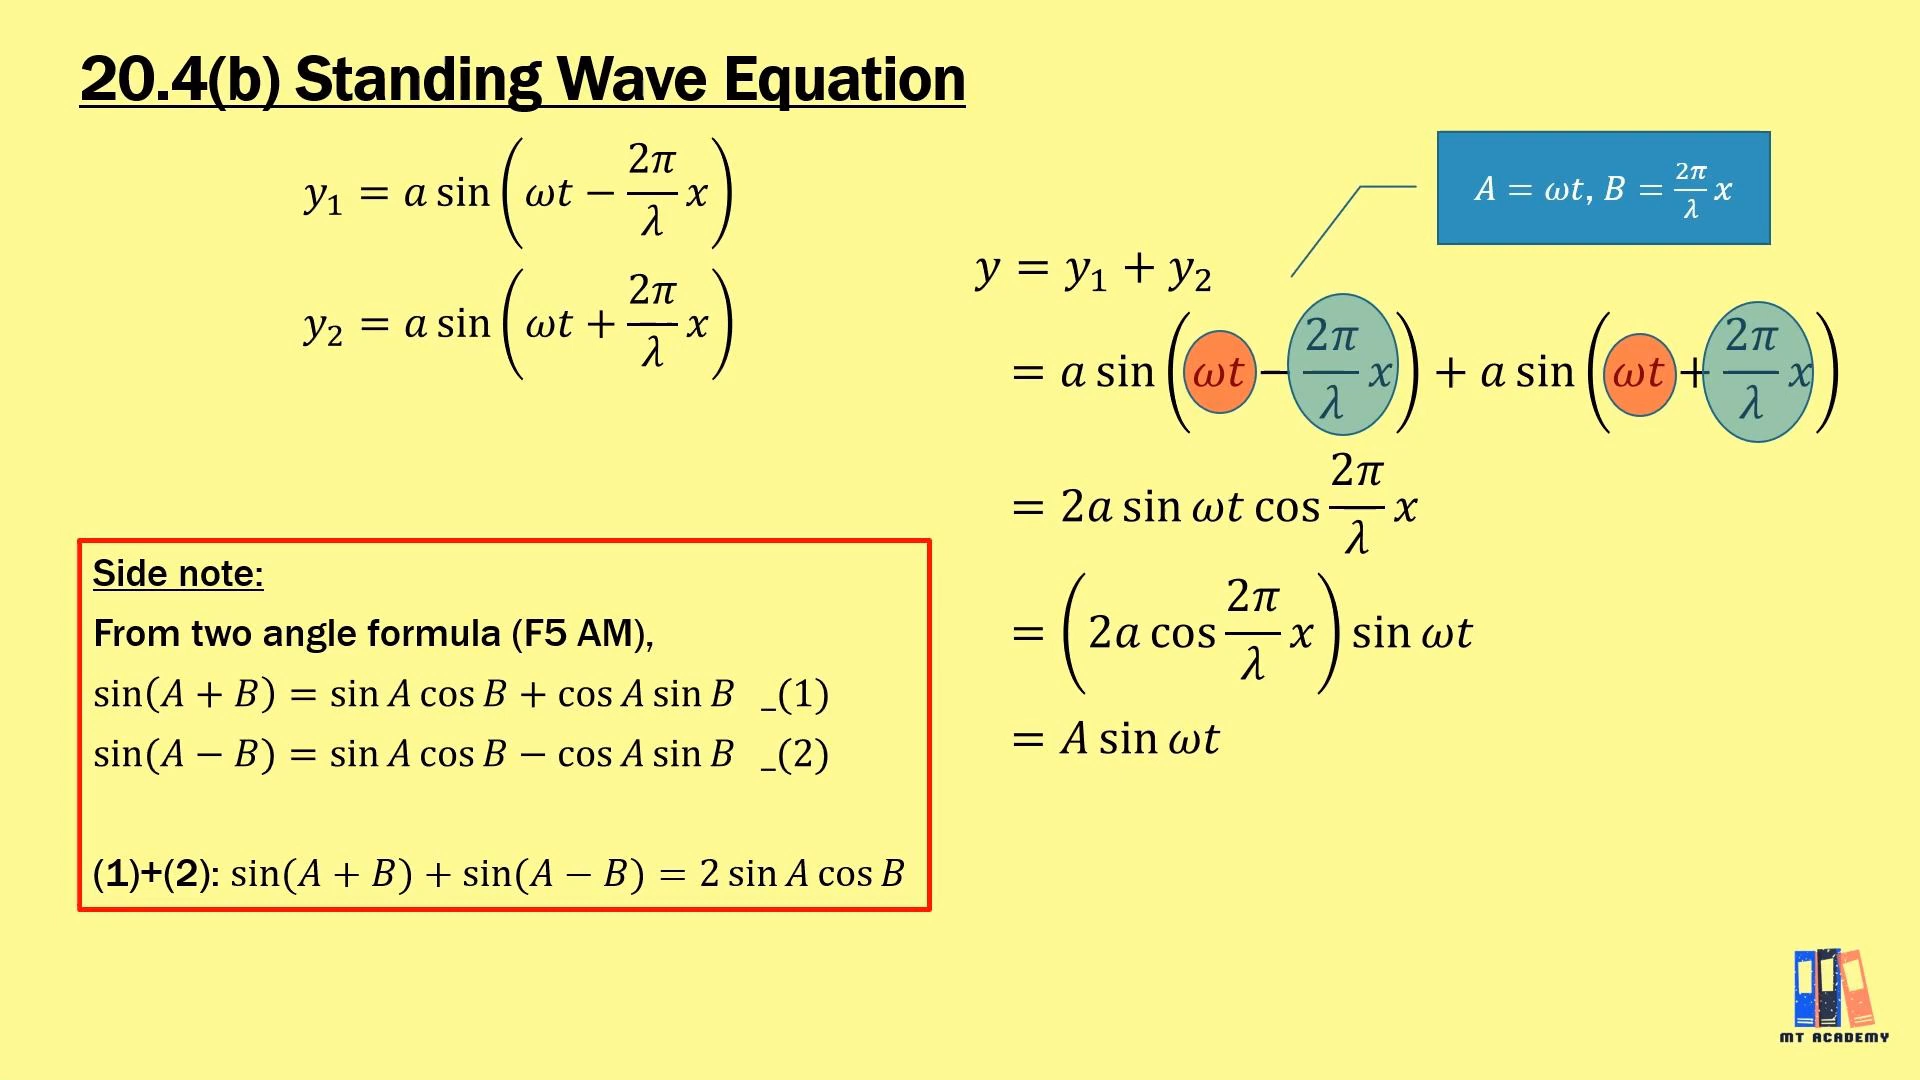 20.4(b) Standing Wave Equation
y₁ = a sin(ωt − 2π/λ x)
y₂ = a sin(ωt + 2π/λ x)
A = ωt, B = 2π/λ x
y = y₁ + y₂
= a sin(ωt − 2π/λ x) + a sin(ωt + 2π/λ x)
= 2a sin ωt cos 2π/λ x
= (2a cos 2π/λ x) sin ωt
= A sin ωt
Side note:
From two angle formula (F5 AM),
sin(A + B) = sin A cos B + cos A sin B _(1)
sin(A − B) = sin A cos B − cos A sin B _(2)
(1)+(2): sin(A + B) + sin(A − B) = 2 sin A cos B
MT ACADEMY